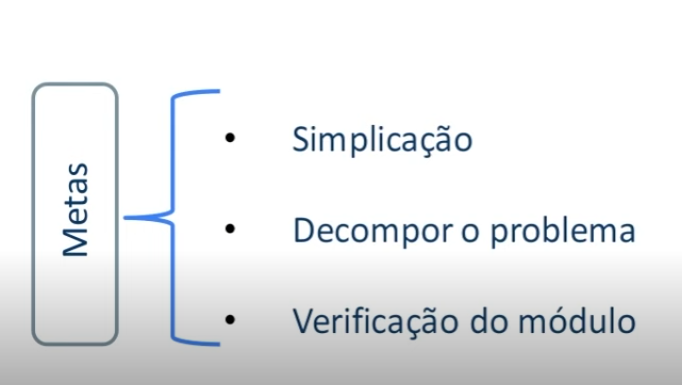 Metas
• Simplicação
• Decompor o problema
• Verificação do módulo